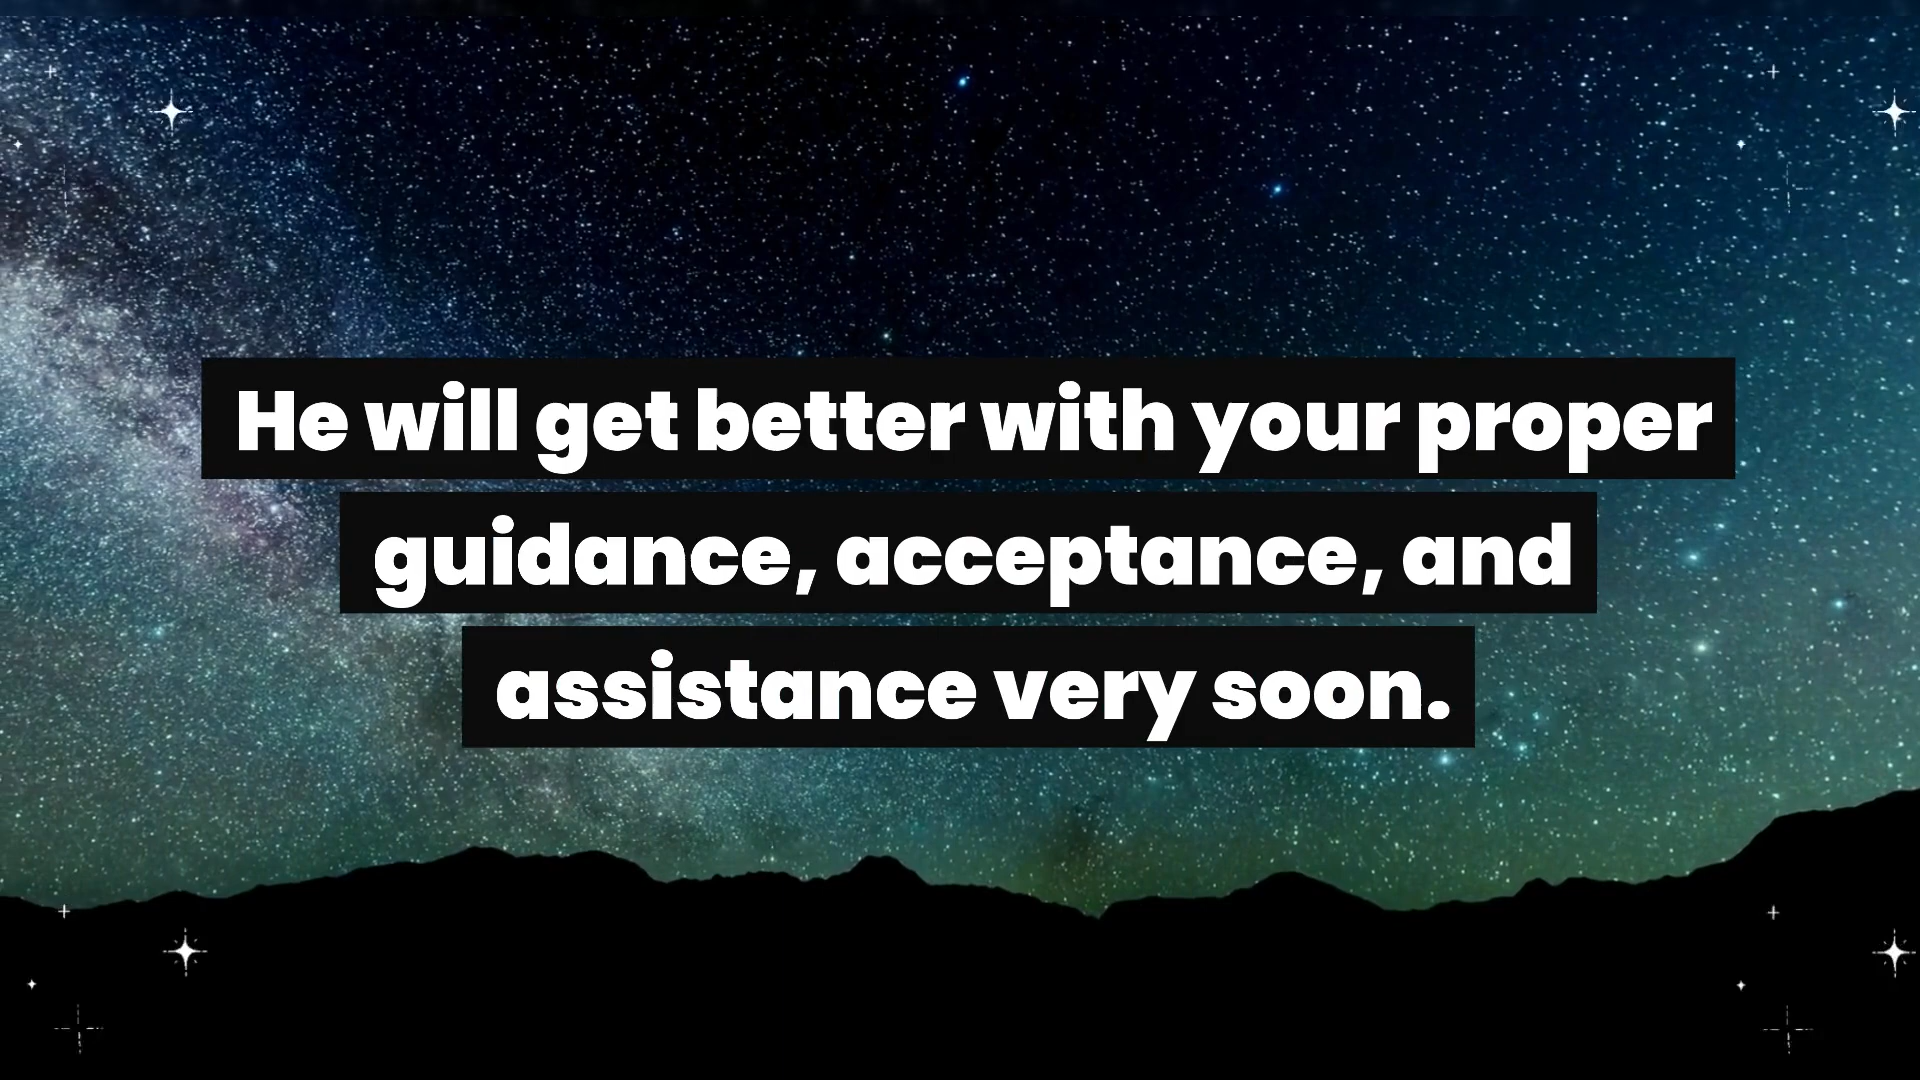 He will get better with your proper
guidance, acceptance, and
assistance very soon.